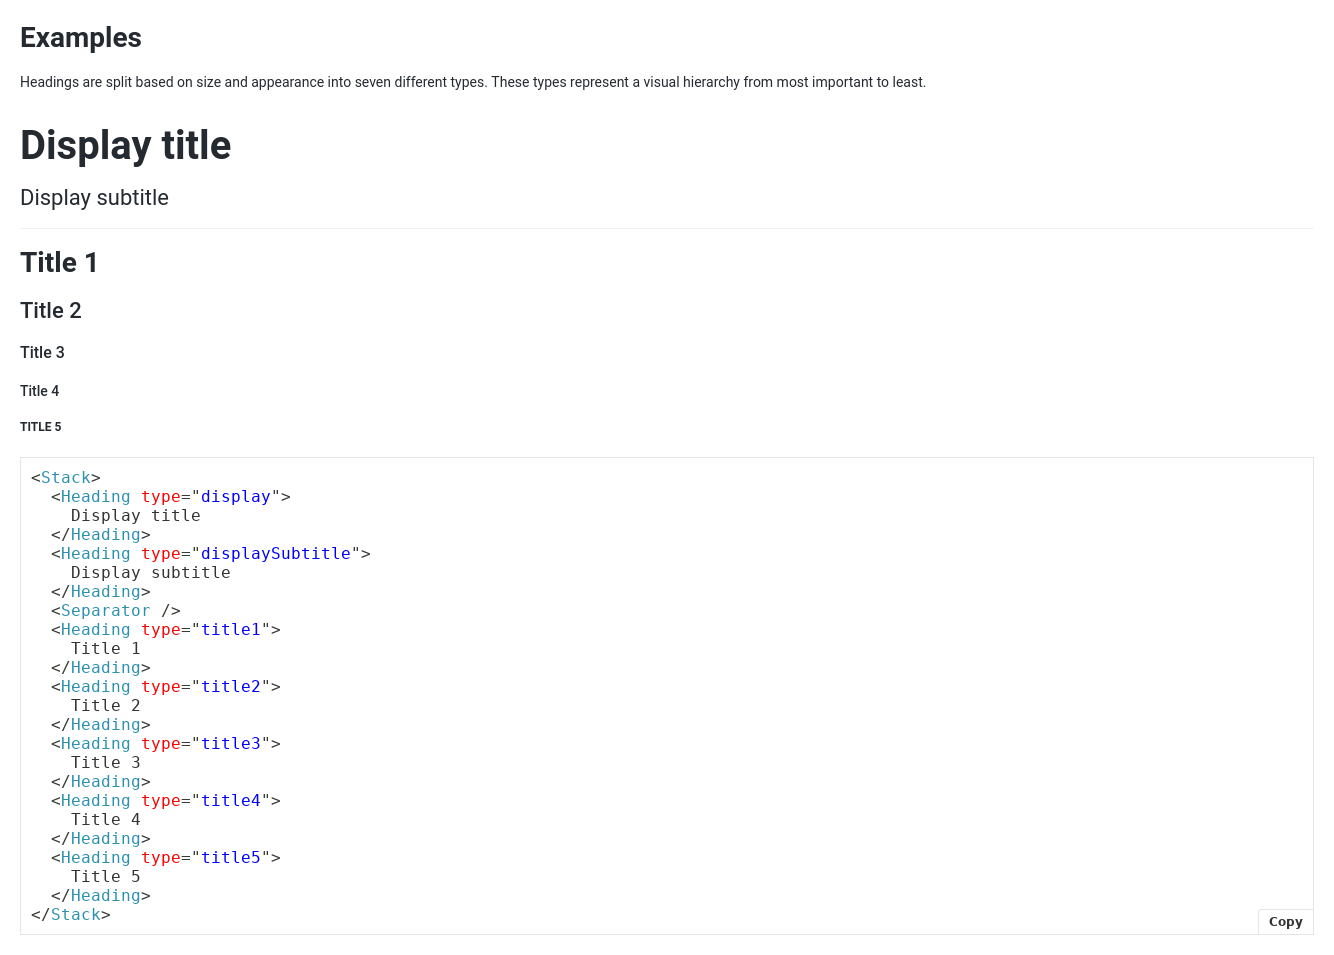 Examples
Headings are split based on size and appearance into seven different types. These types represent a visual hierarchy from most important to least.
Display title
Display subtitle
Title 1
Title 2
Title 3
Title 4
TITLE 5
<Stack>
  <Heading type="display">
    Display title
  </Heading>
  <Heading type="displaySubtitle">
    Display subtitle
  </Heading>
  <Separator />
  <Heading type="title1">
    Title 1
  </Heading>
  <Heading type="title2">
    Title 2
  </Heading>
  <Heading type="title3">
    Title 3
  </Heading>
  <Heading type="title4">
    Title 4
  </Heading>
  <Heading type="title5">
    Title 5
  </Heading>
</Stack>
Copy